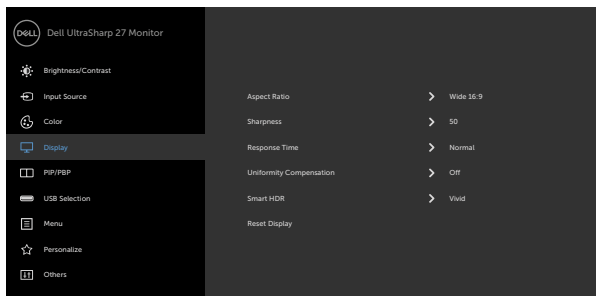 DELL Dell UltraSharp 27 Monitor
Brightness/Contrast
Input Source
Aspect Ratio Wide 16:9
Color
Sharpness 50
Display
Response Time Normal
PIP/PBP
Uniformity Compensation Off
USB Selection
Smart HDR Vivid
Menu
Reset Display
Personalize
Others